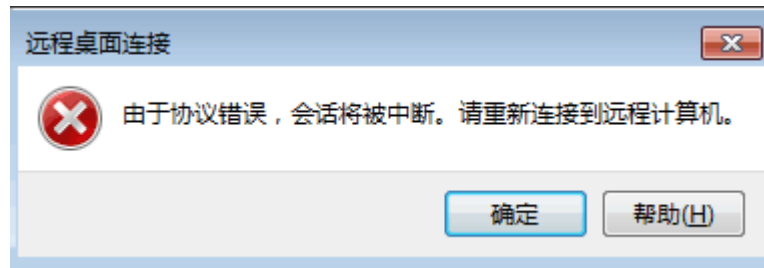 远程桌面连接
由于协议错误，会话将被中断。请重新连接到远程计算机。
确定
帮助(H)